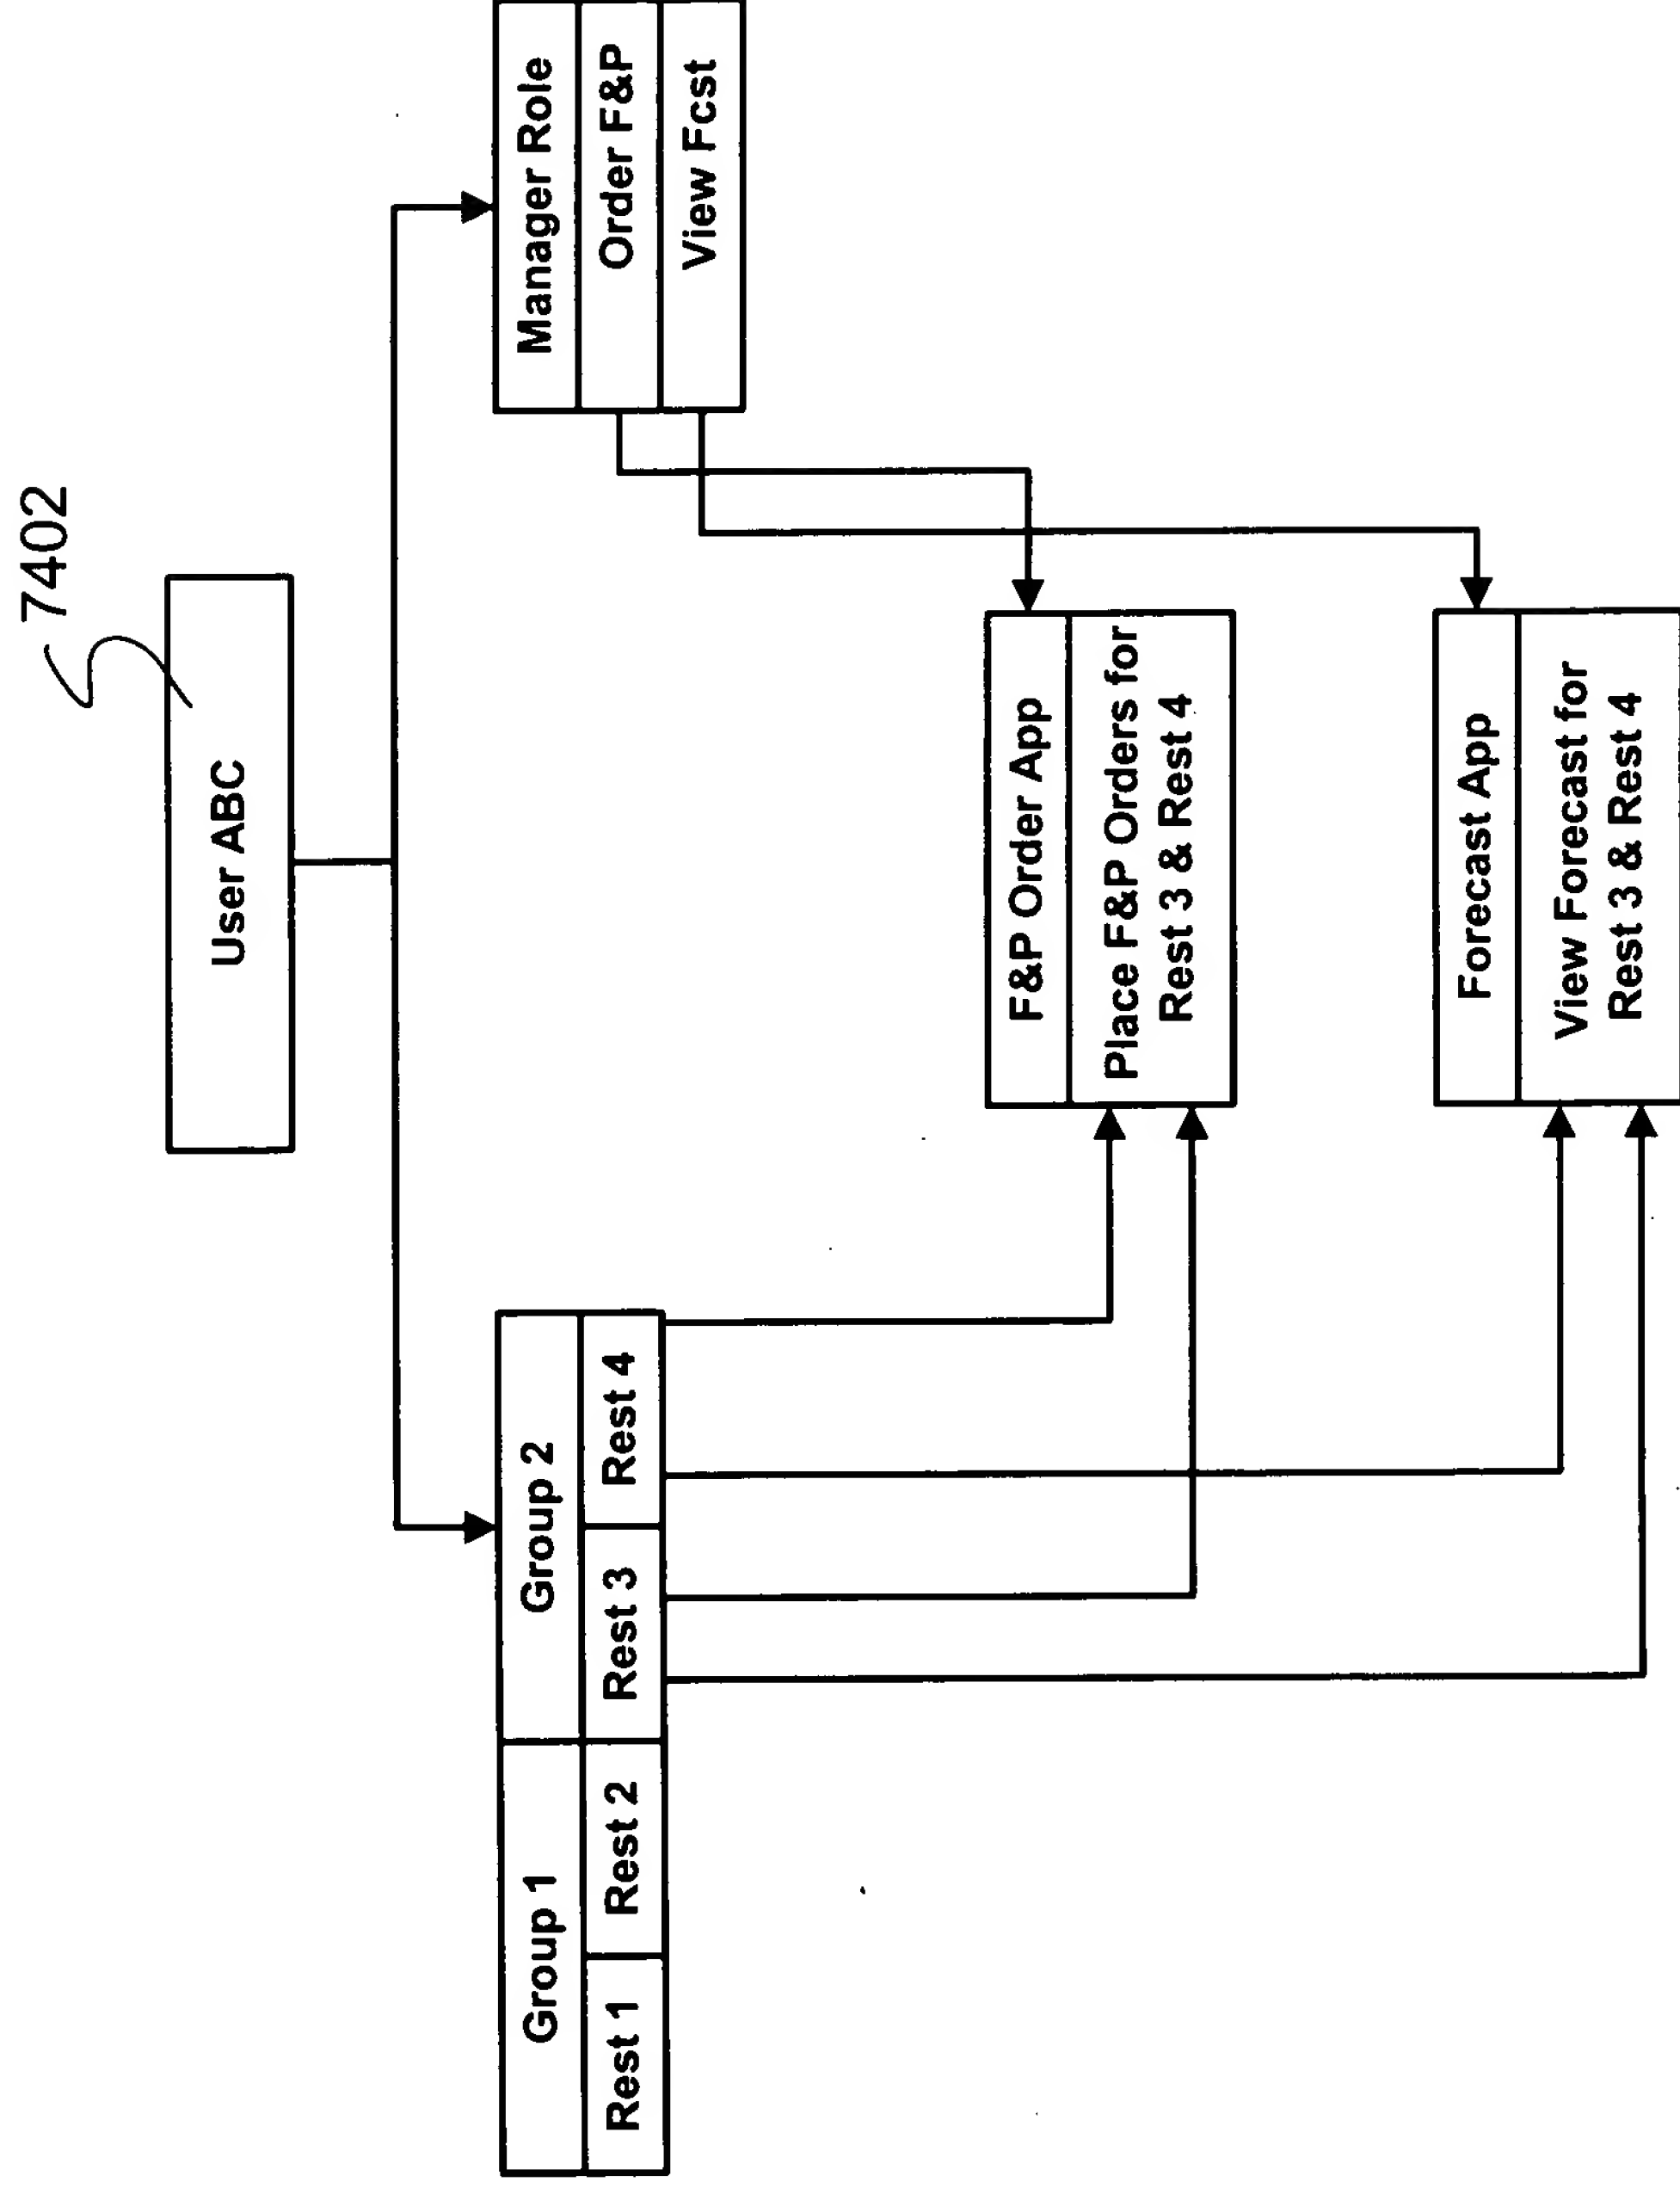 7402
User ABC
Group 1
Group 2
Rest 1
Rest 2
Rest 3
Rest 4
Manager Role
Order F&P
View Fcst
F&P Order App
Place F&P Orders for
Rest 3 & Rest 4
Forecast App
View Forecast for
Rest 3 & Rest 4